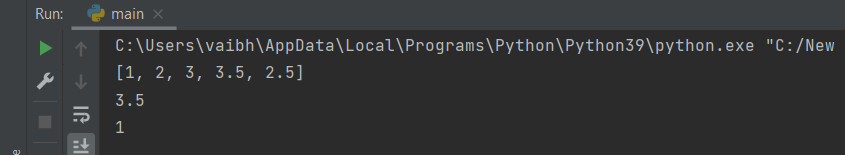 Run: main
C:\Users\vaibh\AppData\Local\Programs\Python\Python39\python.exe "C:/New
[1, 2, 3, 3.5, 2.5]
3.5
1